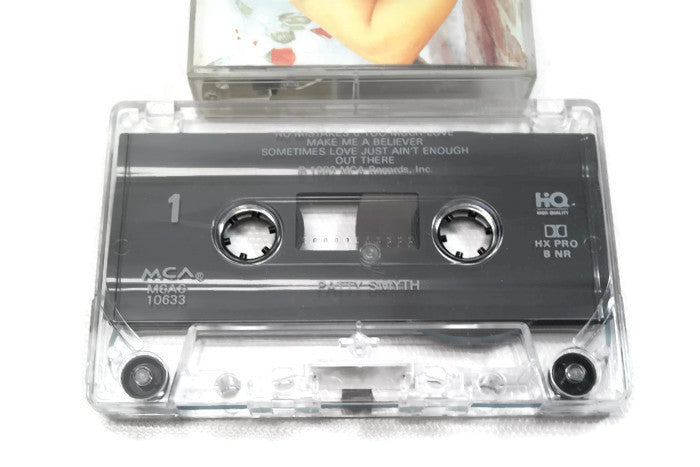 NO MISTAKES & TOO MUCH LOVE
MAKE ME A BELIEVER
SOMETIMES LOVE JUST AIN'T ENOUGH
OUT THERE
℗ 1992 MCA Records, Inc.
1
HQ
HIGH QUALITY
HX PRO
B NR
MCA®
MCAC
10633
PATTY SMYTH